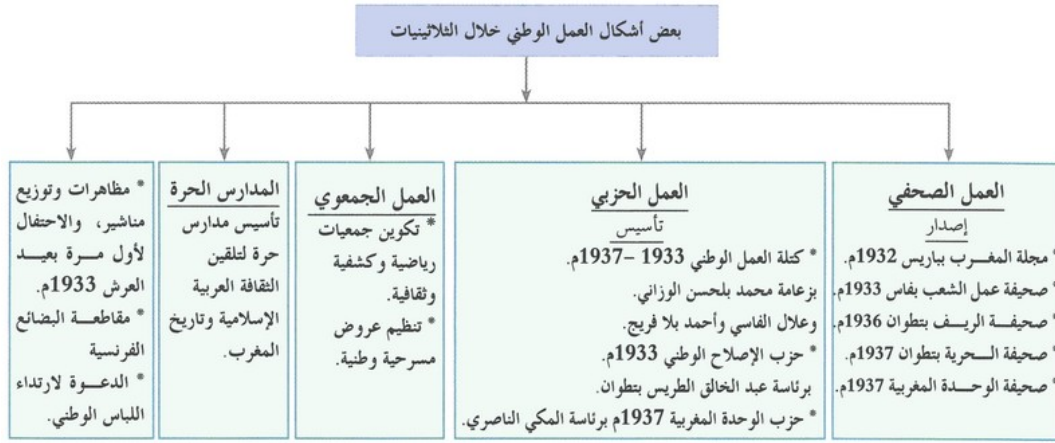 بعض أشكال العمل الوطني خلال الثلاثينيات
العمل الصحفي
إصدار
* مجلة المغرب بباريس 1932م.
* صحيفة عمل الشعب بفاس 1933م.
* صحيفة الريف بتطوان 1936م.
* صحيفة الحرية بتطوان 1937م.
* صحيفة الوحدة المغربية 1937م.
العمل الحزبي
تأسيس
* كتلة العمل الوطني 1933 –1937م.
بزعامة محمد بلحسن الوزاني
وعلال الفاسي وأحمد بلا فريج.
* حزب الإصلاح الوطني 1933م.
برئاسة عبد الخالق الطريس بتطوان.
* حزب الوحدة المغربية 1937م برئاسة المكي الناصري.
العمل الجمعوي
* تكوين جمعيات
رياضية وكشفية
وثقافية.
* تنظيم عروض
مسرحية وطنية.
المدارس الحرة
تأسيس مدارس
حرة لتلقين
الثقافة العربية
الإسلامية وتاريخ
المغرب.
* مظاهرات وتوزيع
مناشير، والاحتفال
لأول مرة بعيد
العرش 1933م.
* مقاطعة البضائع
الفرنسية
* الدعوة لارتداء
اللباس الوطني.